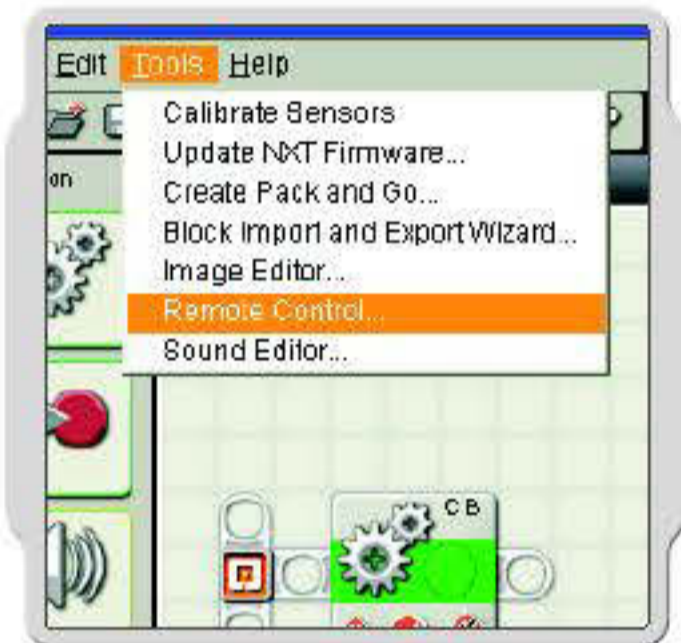 Edit Tools Help
Calibrate Sensors
Update NXT Firmware...
on
Create Pack and Go...
Block Import and Export Wizard...
Image Editor...
Remote Control...
Sound Editor...
C B